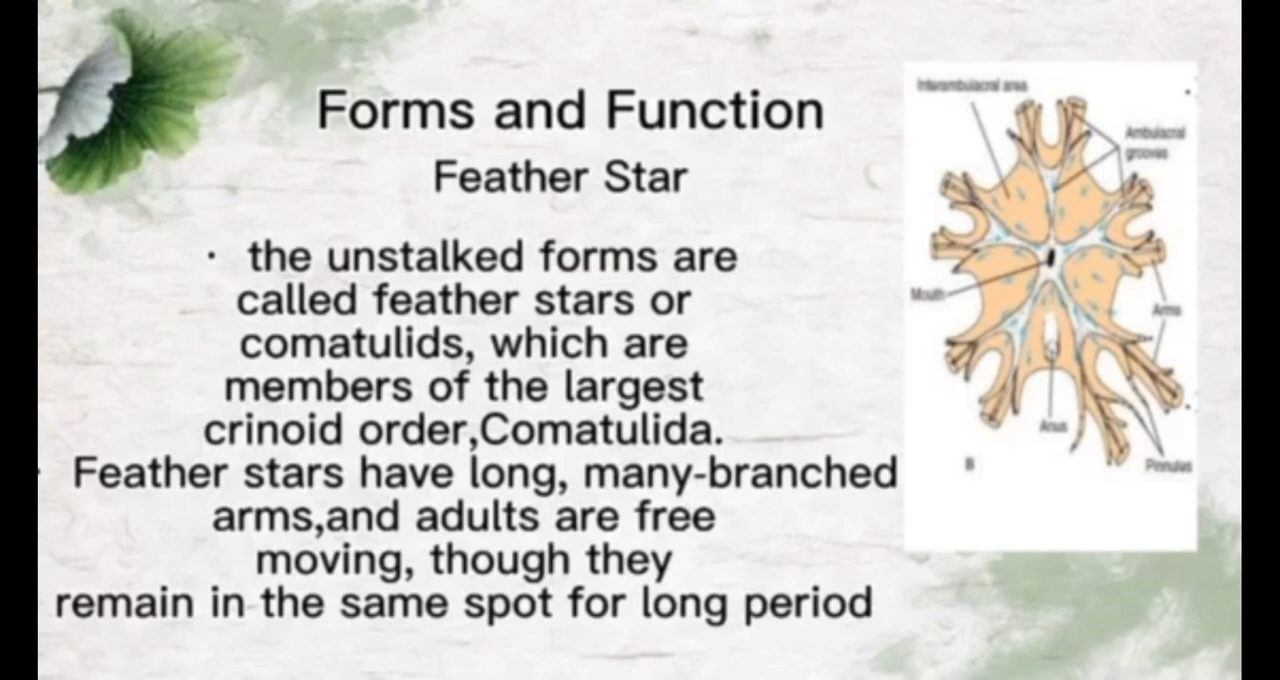 Forms and Function
Feather Star
· the unstalked forms are
called feather stars or
comatulids, which are
members of the largest
crinoid order,Comatulida.
· Feather stars have long, many-branched
arms,and adults are free
moving, though they
remain in the same spot for long period
Interambulacral area
Ambulacral
grooves
Mouth
Arms
Anus
B
Pinnules